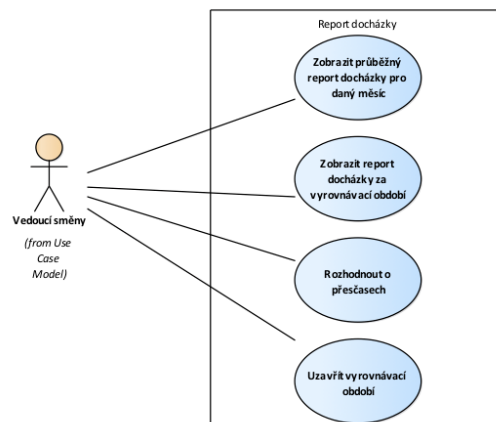 Report docházky
Zobrazit průběžný
report docházky pro
daný měsíc
Zobrazit report
docházky za
vyrovnávací období
Vedoucí směny
(from Use
Case
Model)
Rozhodnout o
přesčasech
Uzavřít vyrovnávací
období